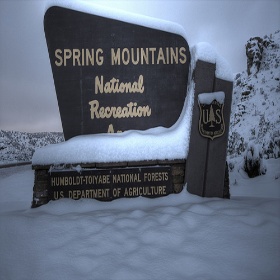 SPRING MOUNTAINS
National
Recreation
HUMBOLDT-TOIYABE NATIONAL FORESTS
U.S. DEPARTMENT OF AGRICULTURE
U S